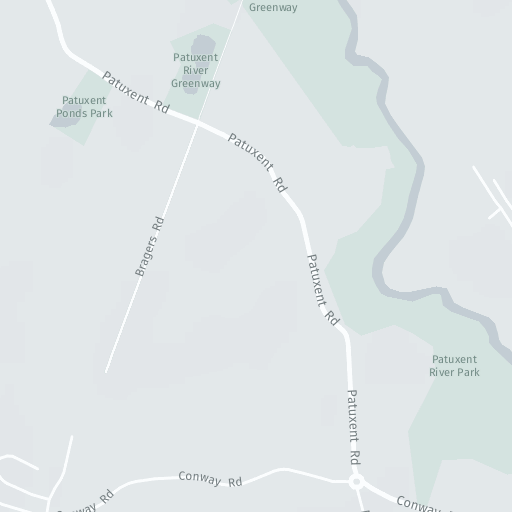 Greenway
Patuxent
River
Greenway
Patuxent
Ponds Park
Patuxent Rd
Patuxent Rd
Bragers Rd
Patuxent Rd
Patuxent
River Park
Patuxent Rd
Conway Rd
Conway Rd
Conway